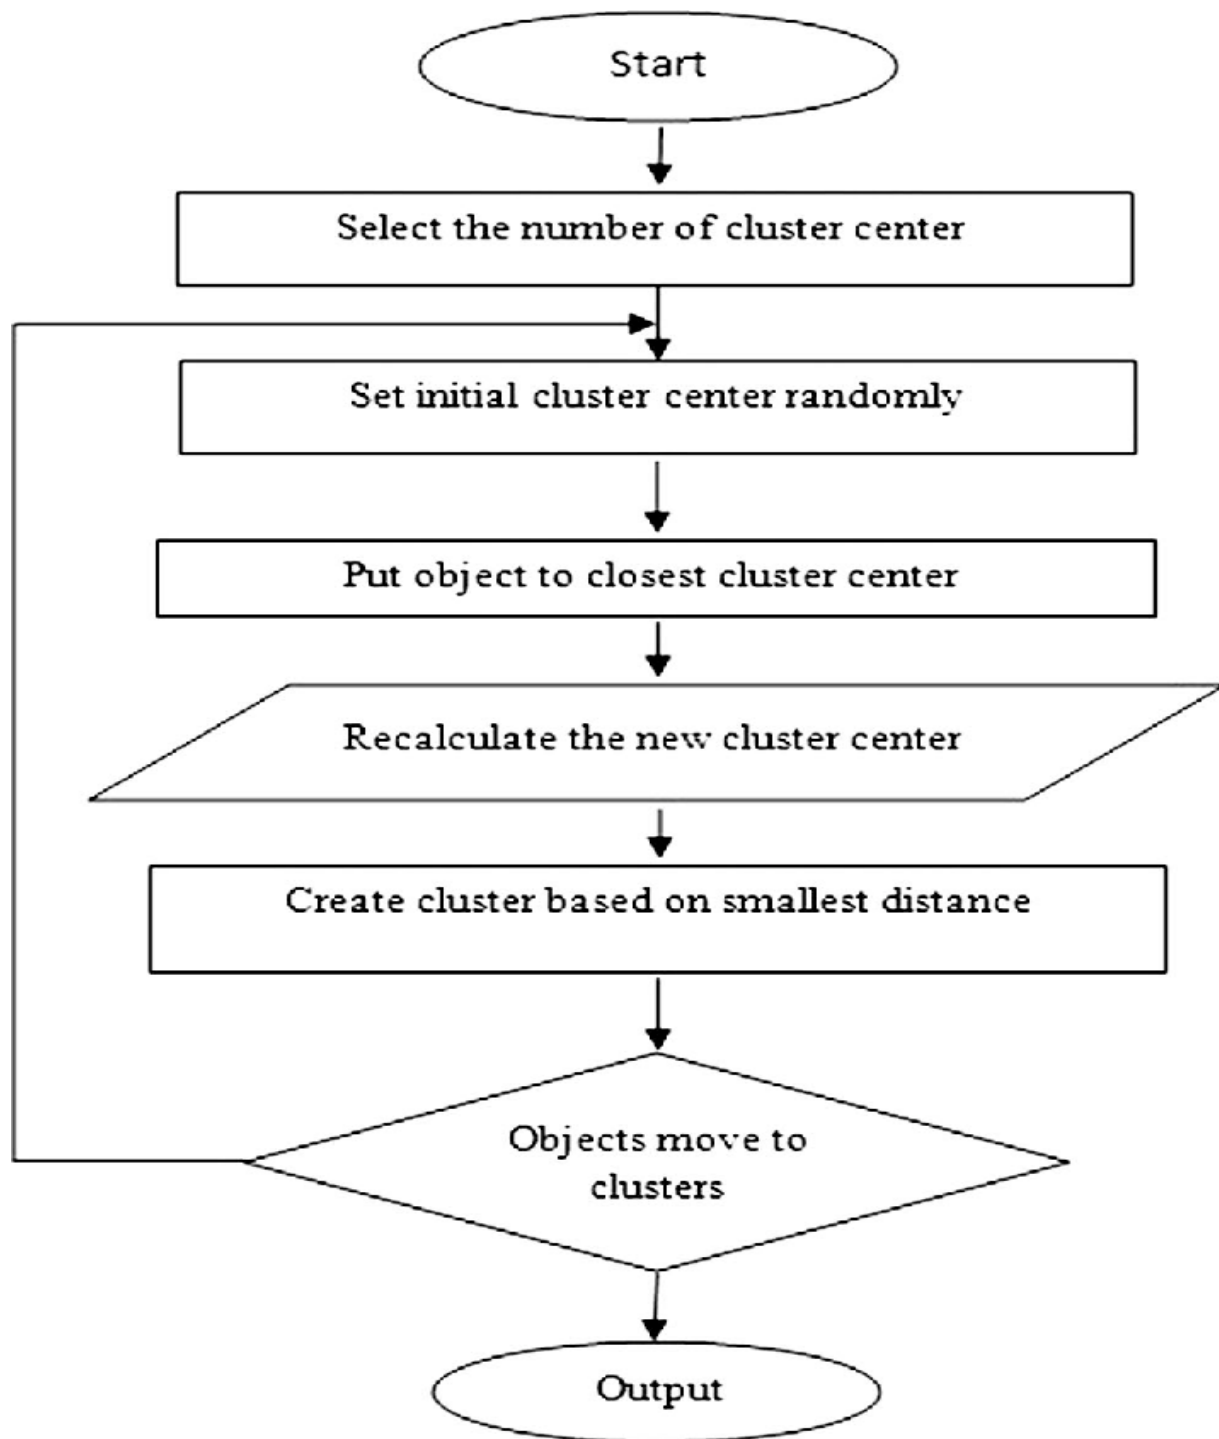 Start
Select the number of cluster center
Set initial cluster center randomly
Put object to closest cluster center
Recalculate the new cluster center
Create cluster based on smallest distance
Objects move to
clusters
Output